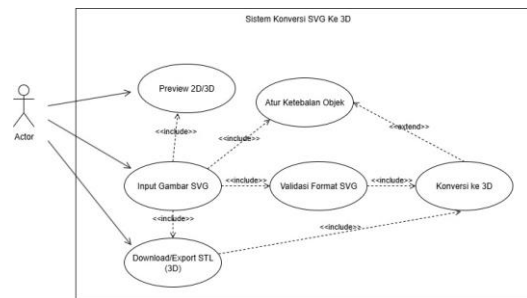 Sistem Konversi SVG Ke 3D
Preview 2D/3D
Atur Ketebalan Objek
<<include>>
<<include>>
<<extend>>
Actor
Input Gambar SVG
<<include>>
Validasi Format SVG
<<include>>
Konversi ke 3D
<<include>>
<<include>>
Download/Export STL
(3D)